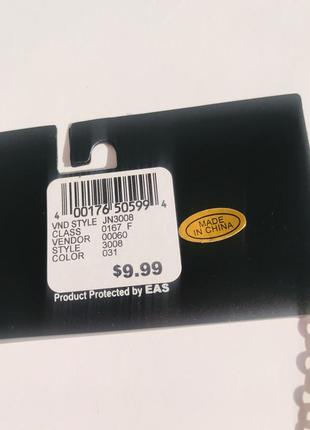 4 00176 50599 4
VND STYLE JN3008
CLASS 0167 F
VENDOR 00060
STYLE 3008
COLOR 031
$9.99
Product Protected by EAS
MADE
IN CHINA